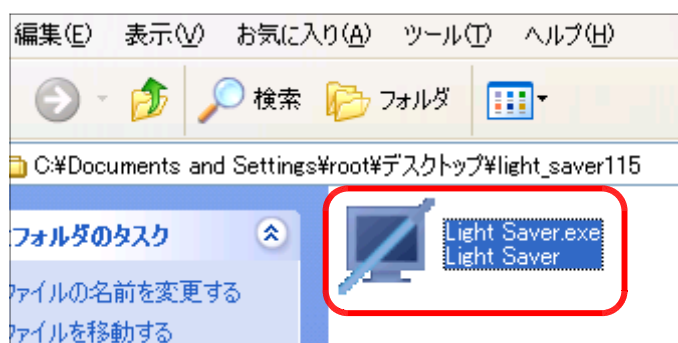 編集(E) 表示(V) お気に入り(A) ツール(T) ヘルプ(H)
検索 フォルダ
C:¥Documents and Settings¥root¥デスクトップ¥light_saver115
フォルダのタスク
Light Saver.exe
Light Saver
ファイルの名前を変更する
ファイルを移動する